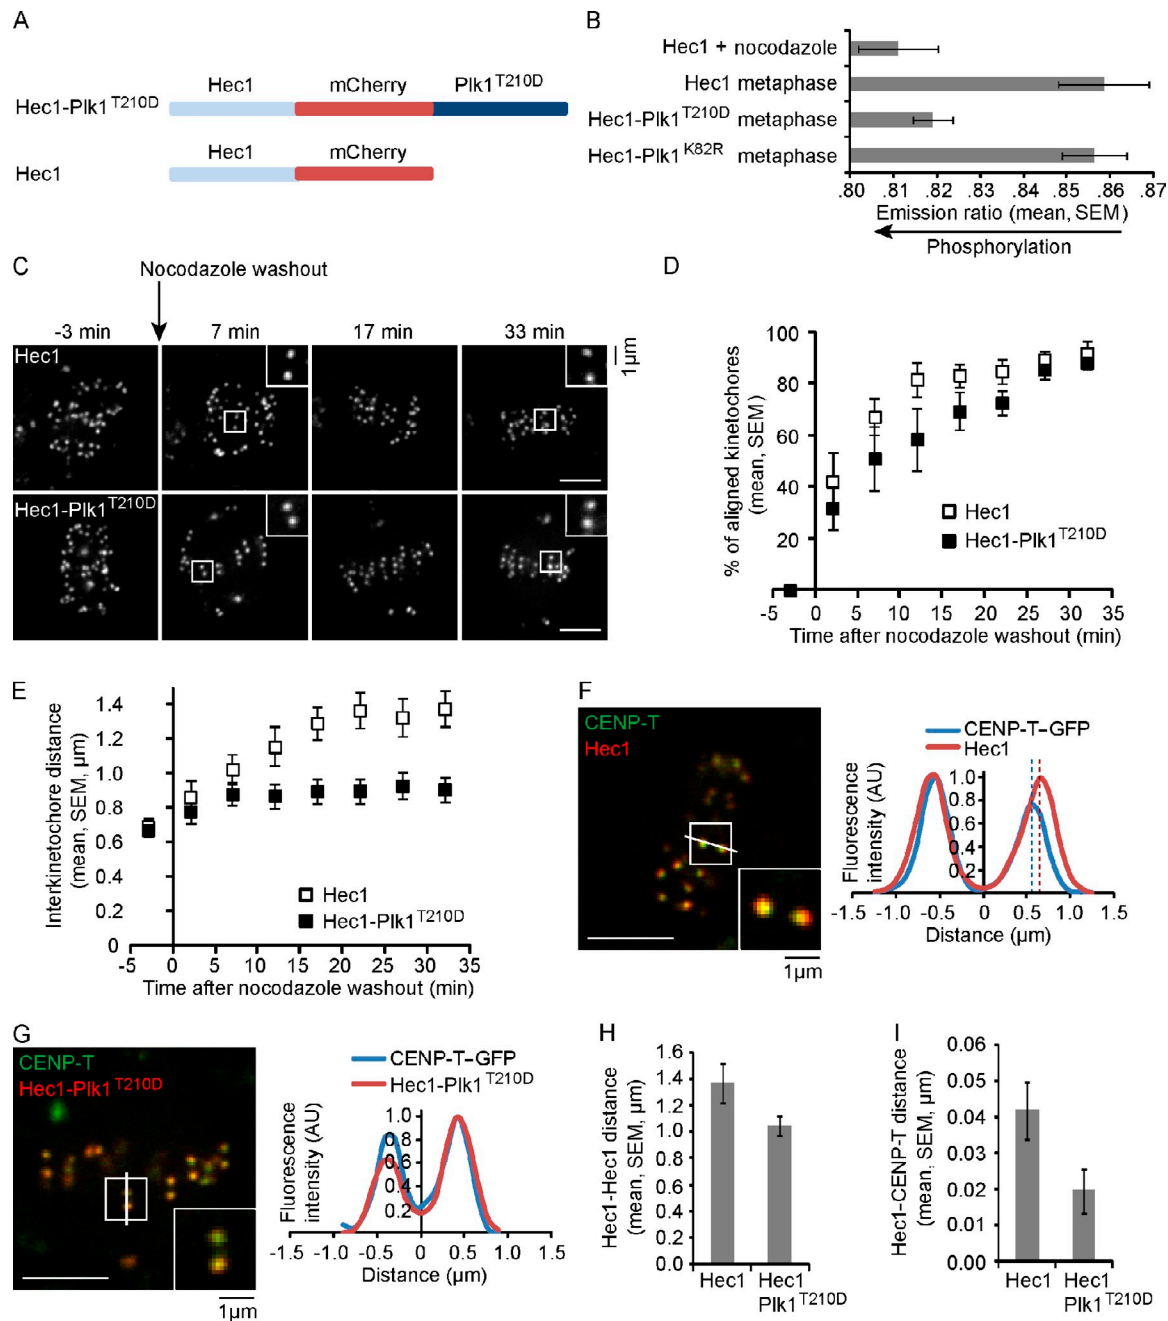 A
Hec1 mCherry Plk1T210D
Hec1-Plk1T210D
Hec1 mCherry
Hec1
B
Hec1 + nocodazole
Hec1 metaphase
Hec1-Plk1T210D metaphase
Hec1-Plk1K82R metaphase
.80 .81 .82 .83 .84 .85 .86 .87
Emission ratio (mean, SEM)
Phosphorylation
C
Nocodazole washout
-3 min 7 min 17 min 33 min
Hec1
1µm
Hec1-Plk1T210D
D
100
80
60
40
20
% of aligned kinetochores
(mean, SEM)
Hec1
Hec1-Plk1T210D
-5 0 5 10 15 20 25 30 35
Time after nocodazole washout (min)
E
1.4
1.2
1.0
0.8
0.6
0.4
0.2
0
Interkinetochore distance
(mean, SEM, µm)
Hec1
Hec1-Plk1T210D
-5 0 5 10 15 20 25 30 35
Time after nocodazole washout (min)
F
CENP-T
Hec1
1µm
CENP-T–GFP
Hec1
Fluorescence
intensity (AU)
1.0
0.8
0.6
0.4
0.2
-1.5 -1.0 -0.5 0 0.5 1.0 1.5
Distance (µm)
G
CENP-T
Hec1-Plk1T210D
1µm
CENP-T–GFP
Hec1-Plk1T210D
Fluorescence
intensity (AU)
1.0
0.8
0.6
0.4
0.2
-1.5 -1.0 -0.5 0 0.5 1.0 1.5
Distance (µm)
H
Hec1-Hec1 distance
(mean, SEM, µm)
1.6
1.4
1.2
1.0
0.8
0.6
0.4
0.2
0.0
Hec1 Hec1
Plk1T210D
I
Hec1-CENP-T distance
(mean, SEM, µm)
0.06
0.05
0.04
0.03
0.02
0.01
0.00
Hec1 Hec1
Plk1T210D